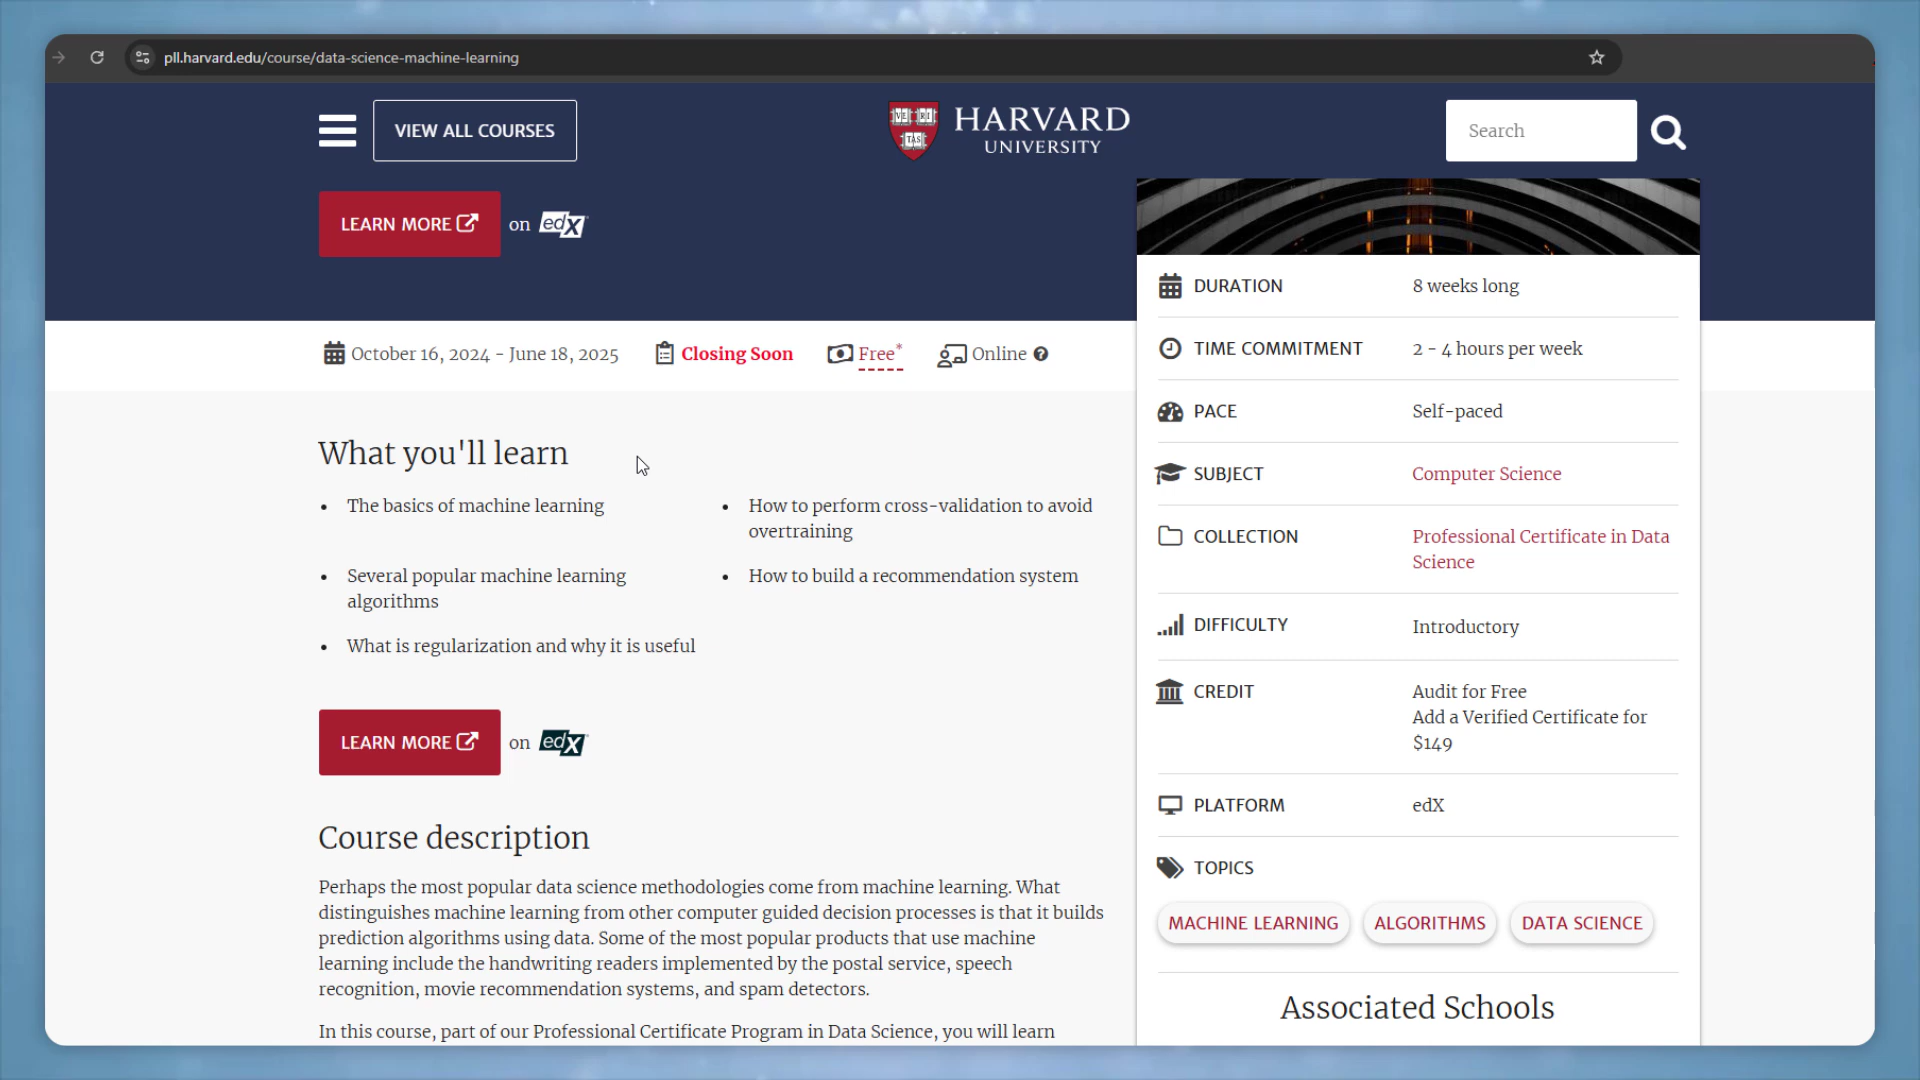 pll.harvard.edu/course/data-science-machine-learning
VIEW ALL COURSES
VE RI
TAS
HARVARD
UNIVERSITY
Search
LEARN MORE on edX
October 16, 2024 - June 18, 2025
Closing Soon
Free*
Online
What you'll learn
The basics of machine learning
How to perform cross-validation to avoid
overtraining
Several popular machine learning
algorithms
How to build a recommendation system
What is regularization and why it is useful
LEARN MORE on edX
Course description
Perhaps the most popular data science methodologies come from machine learning. What
distinguishes machine learning from other computer guided decision processes is that it builds
prediction algorithms using data. Some of the most popular products that use machine
learning include the handwriting readers implemented by the postal service, speech
recognition, movie recommendation systems, and spam detectors.
In this course, part of our Professional Certificate Program in Data Science, you will learn
DURATION 8 weeks long
TIME COMMITMENT 2 - 4 hours per week
PACE Self-paced
SUBJECT Computer Science
COLLECTION Professional Certificate in Data
Science
DIFFICULTY Introductory
CREDIT Audit for Free
Add a Verified Certificate for
$149
PLATFORM edX
TOPICS
MACHINE LEARNING ALGORITHMS DATA SCIENCE
Associated Schools